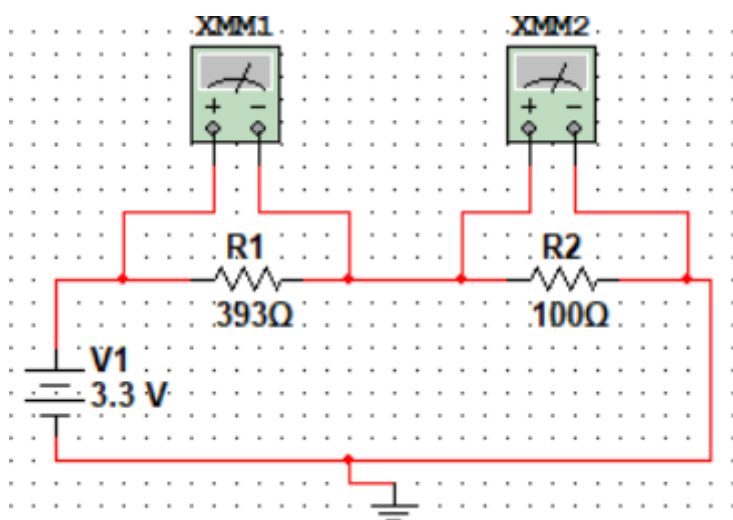 XMM1
XMM2
+ −
+ −
R1
393Ω
R2
100Ω
V1
3.3 V